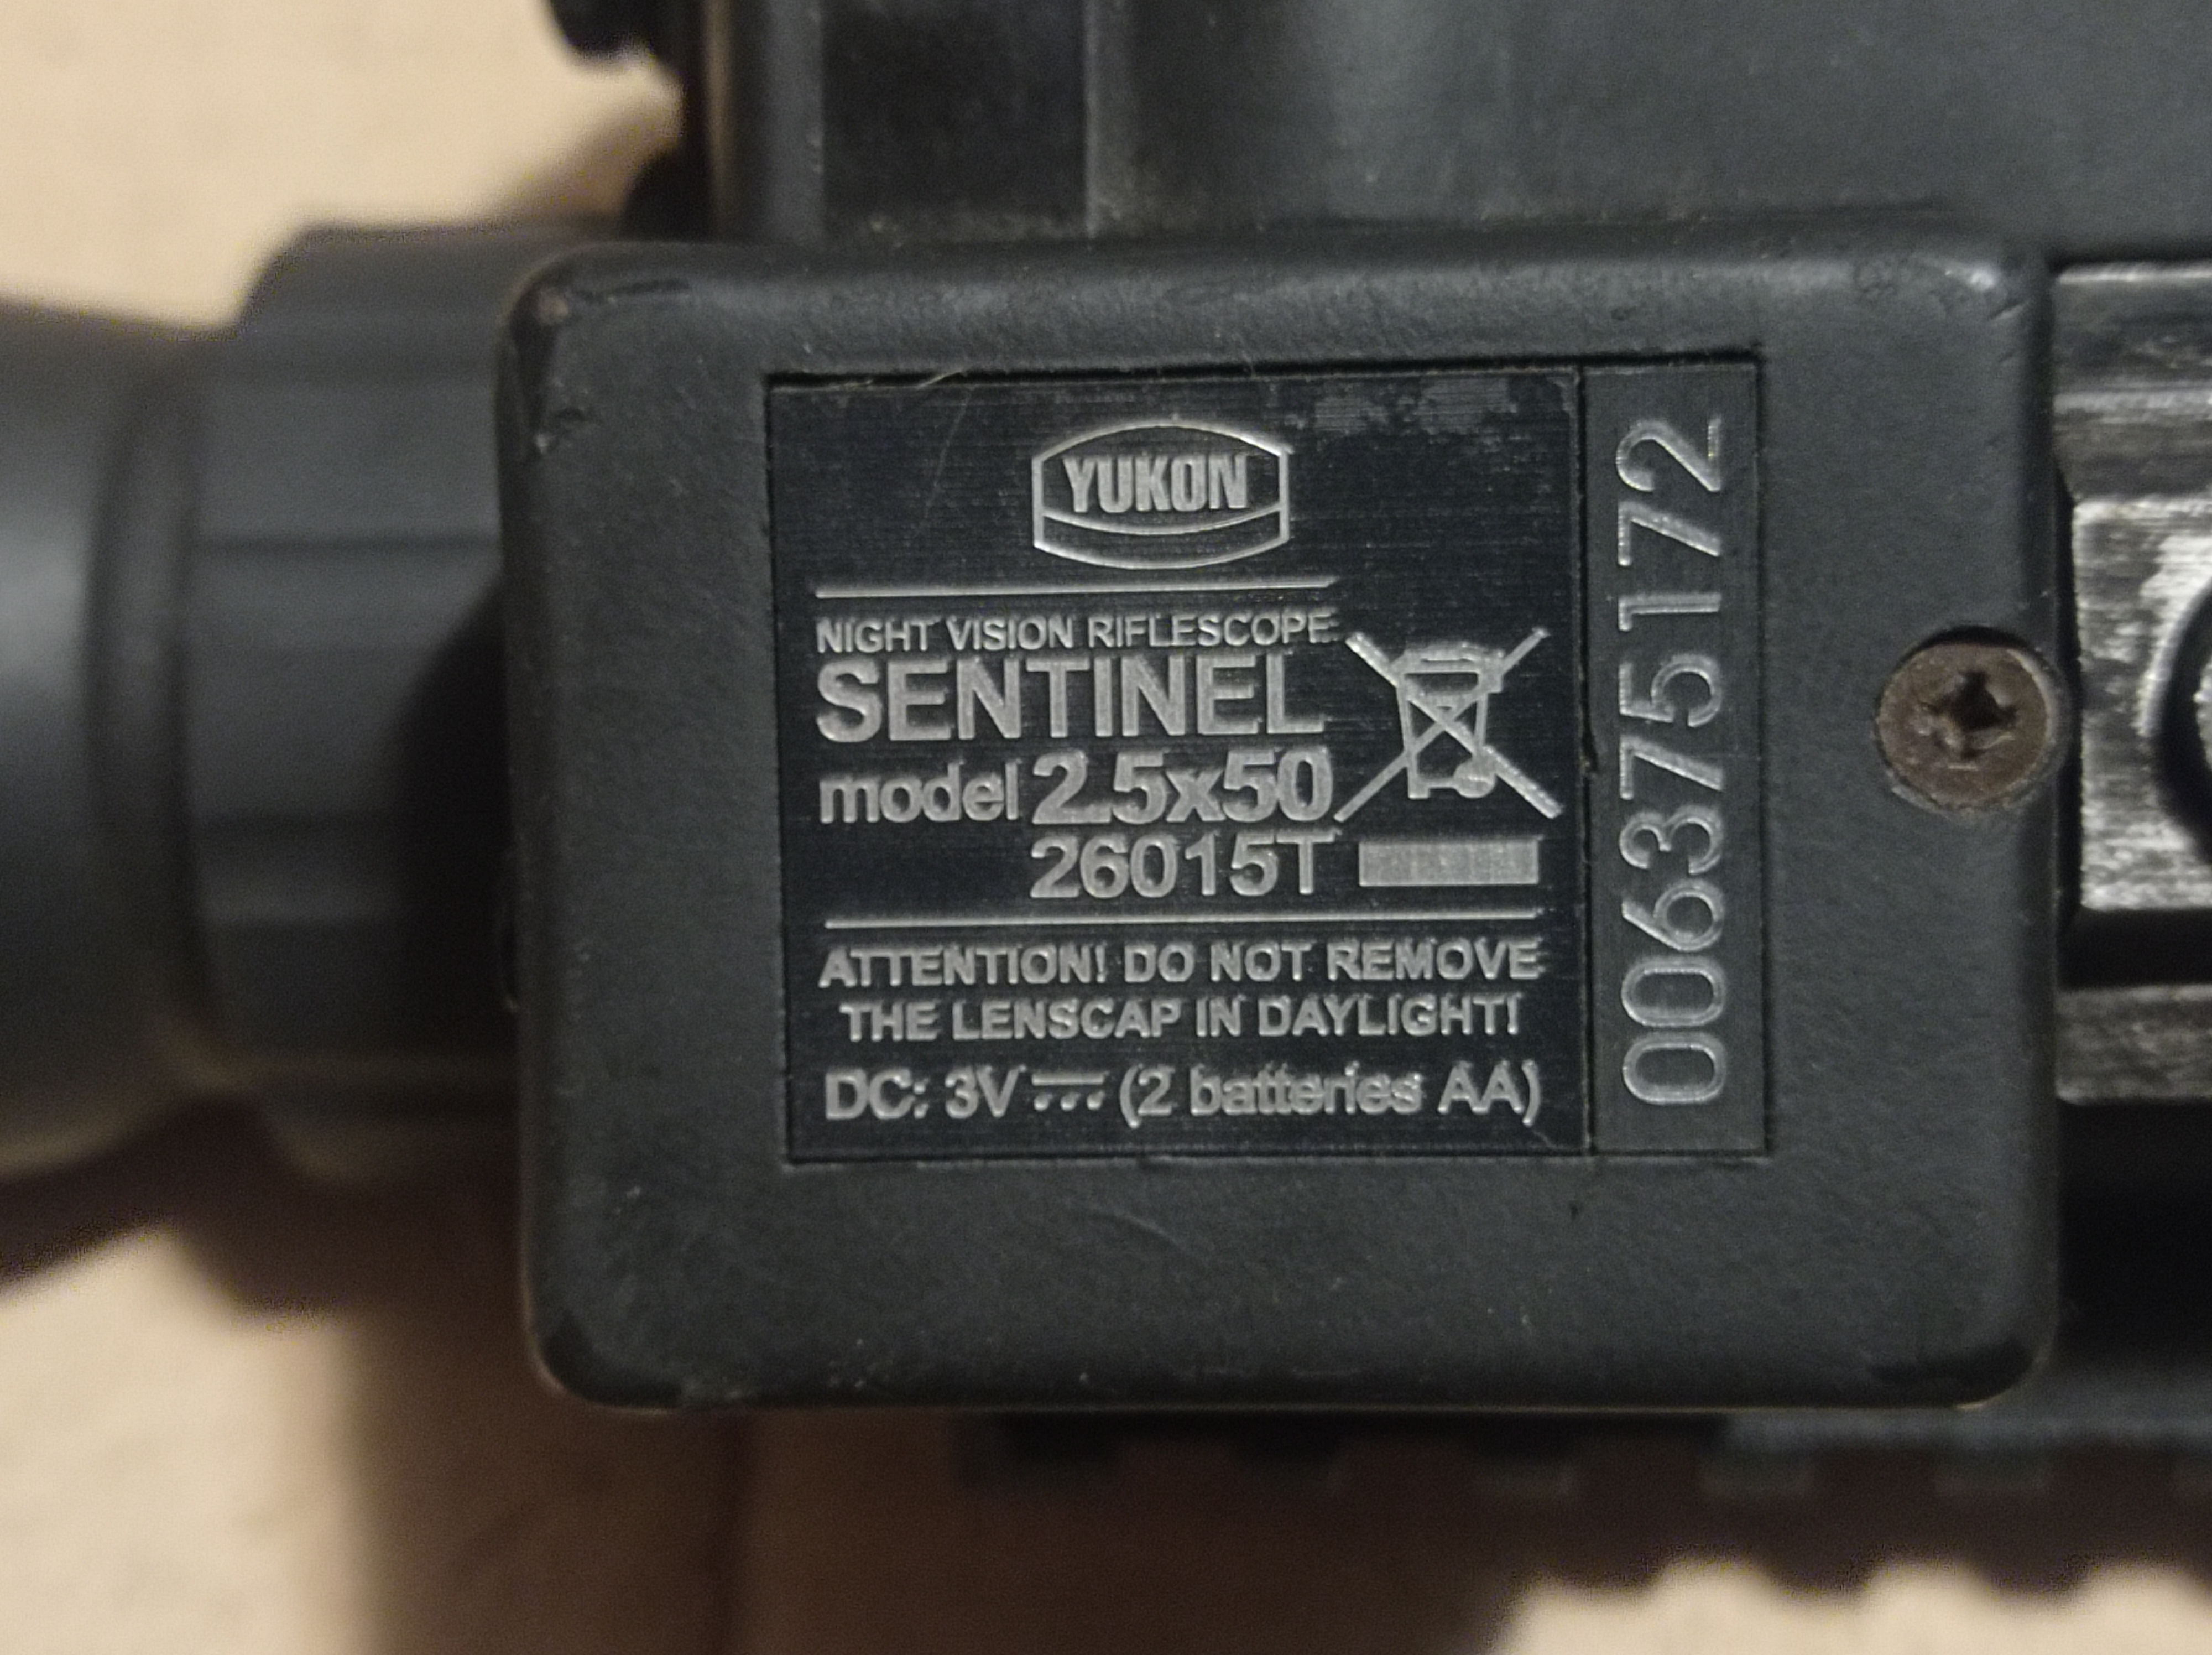 YUKON
NIGHT VISION RIFLESCOPE
SENTINEL
model 2.5x50
26015T
ATTENTION! DO NOT REMOVE
THE LENSCAP IN DAYLIGHT!
DC: 3V ⎓ (2 batteries AA)
006375172